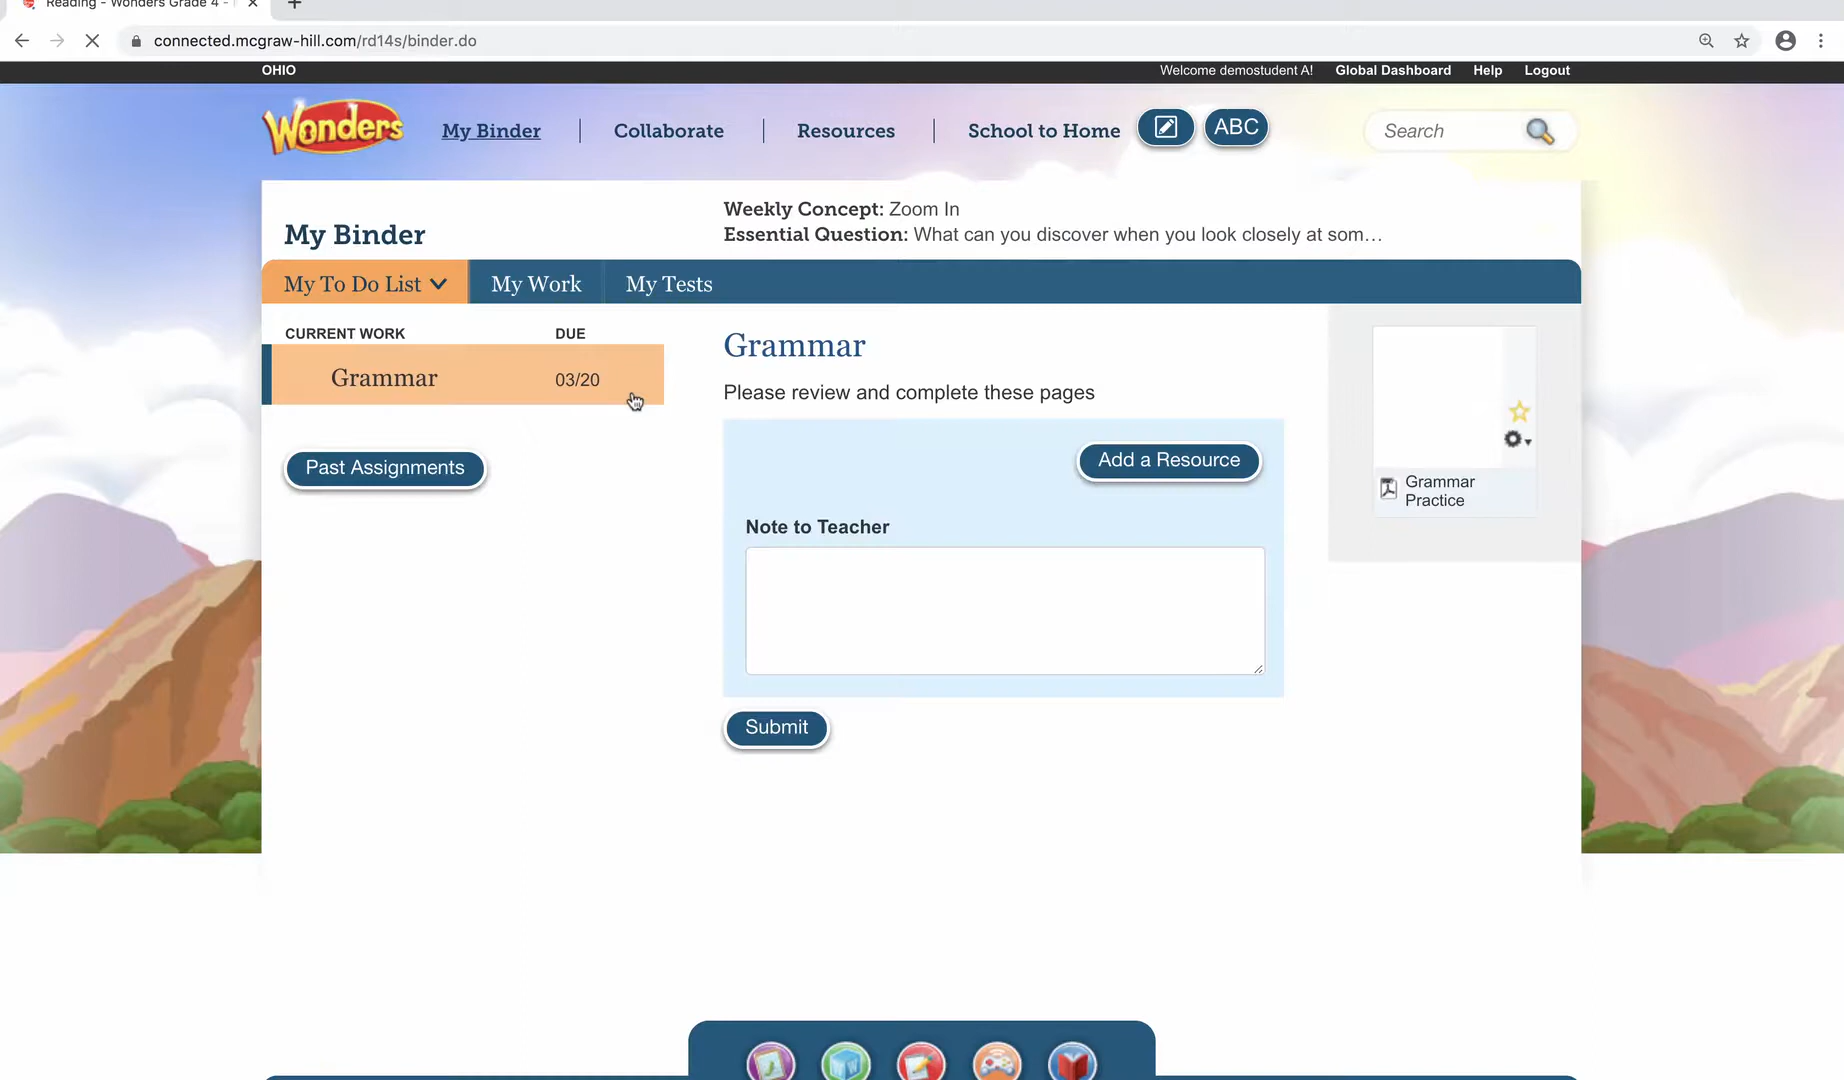 Reading - Wonders Grade 4 -
connected.mcgraw-hill.com/rd14s/binder.do
OHIO
Welcome demostudent A!
Global Dashboard
Help
Logout
Wonders
My Binder
Collaborate
Resources
School to Home
ABC
Search
My Binder
Weekly Concept: Zoom In
Essential Question: What can you discover when you look closely at som...
My To Do List
My Work
My Tests
CURRENT WORK
DUE
Grammar
03/20
Past Assignments
Grammar
Please review and complete these pages
Add a Resource
Note to Teacher
Submit
Grammar
Practice